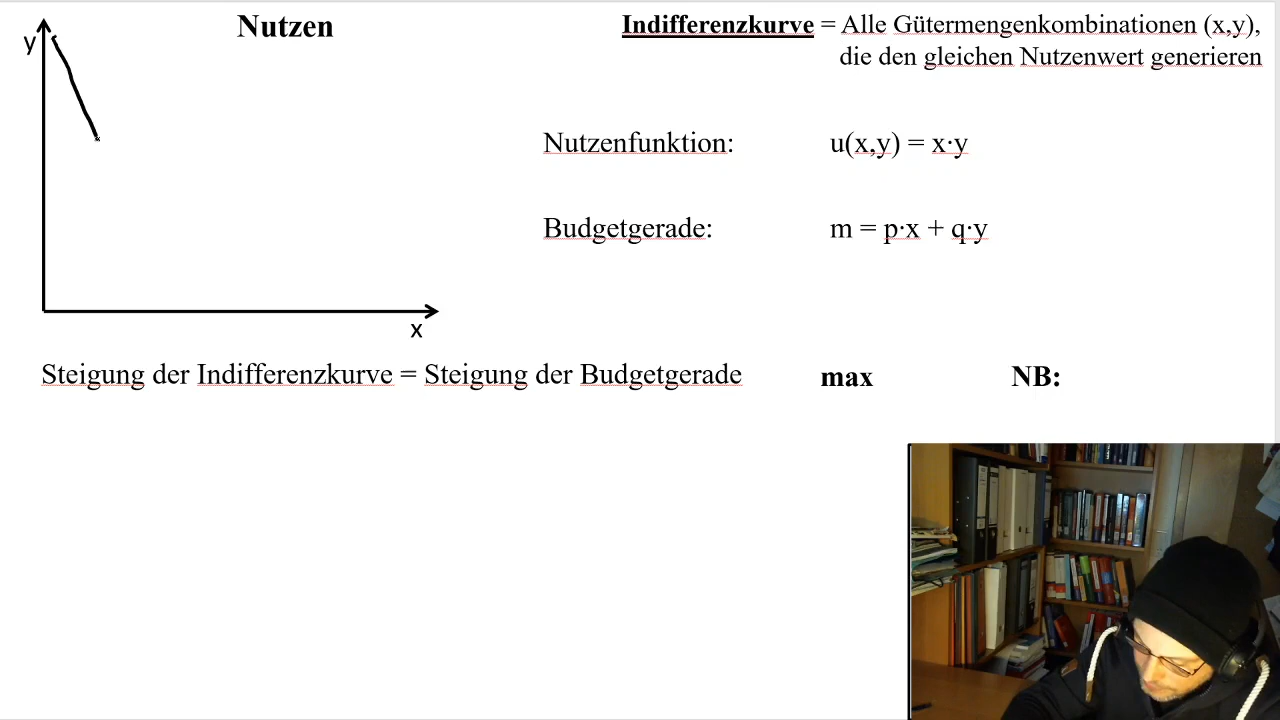 y
Nutzen
Indifferenzkurve = Alle Gütermengenkombinationen (x,y),
die den gleichen Nutzenwert generieren
Nutzenfunktion: u(x,y) = x·y
Budgetgerade: m = p·x + q·y
x
Steigung der Indifferenzkurve = Steigung der Budgetgerade max NB: